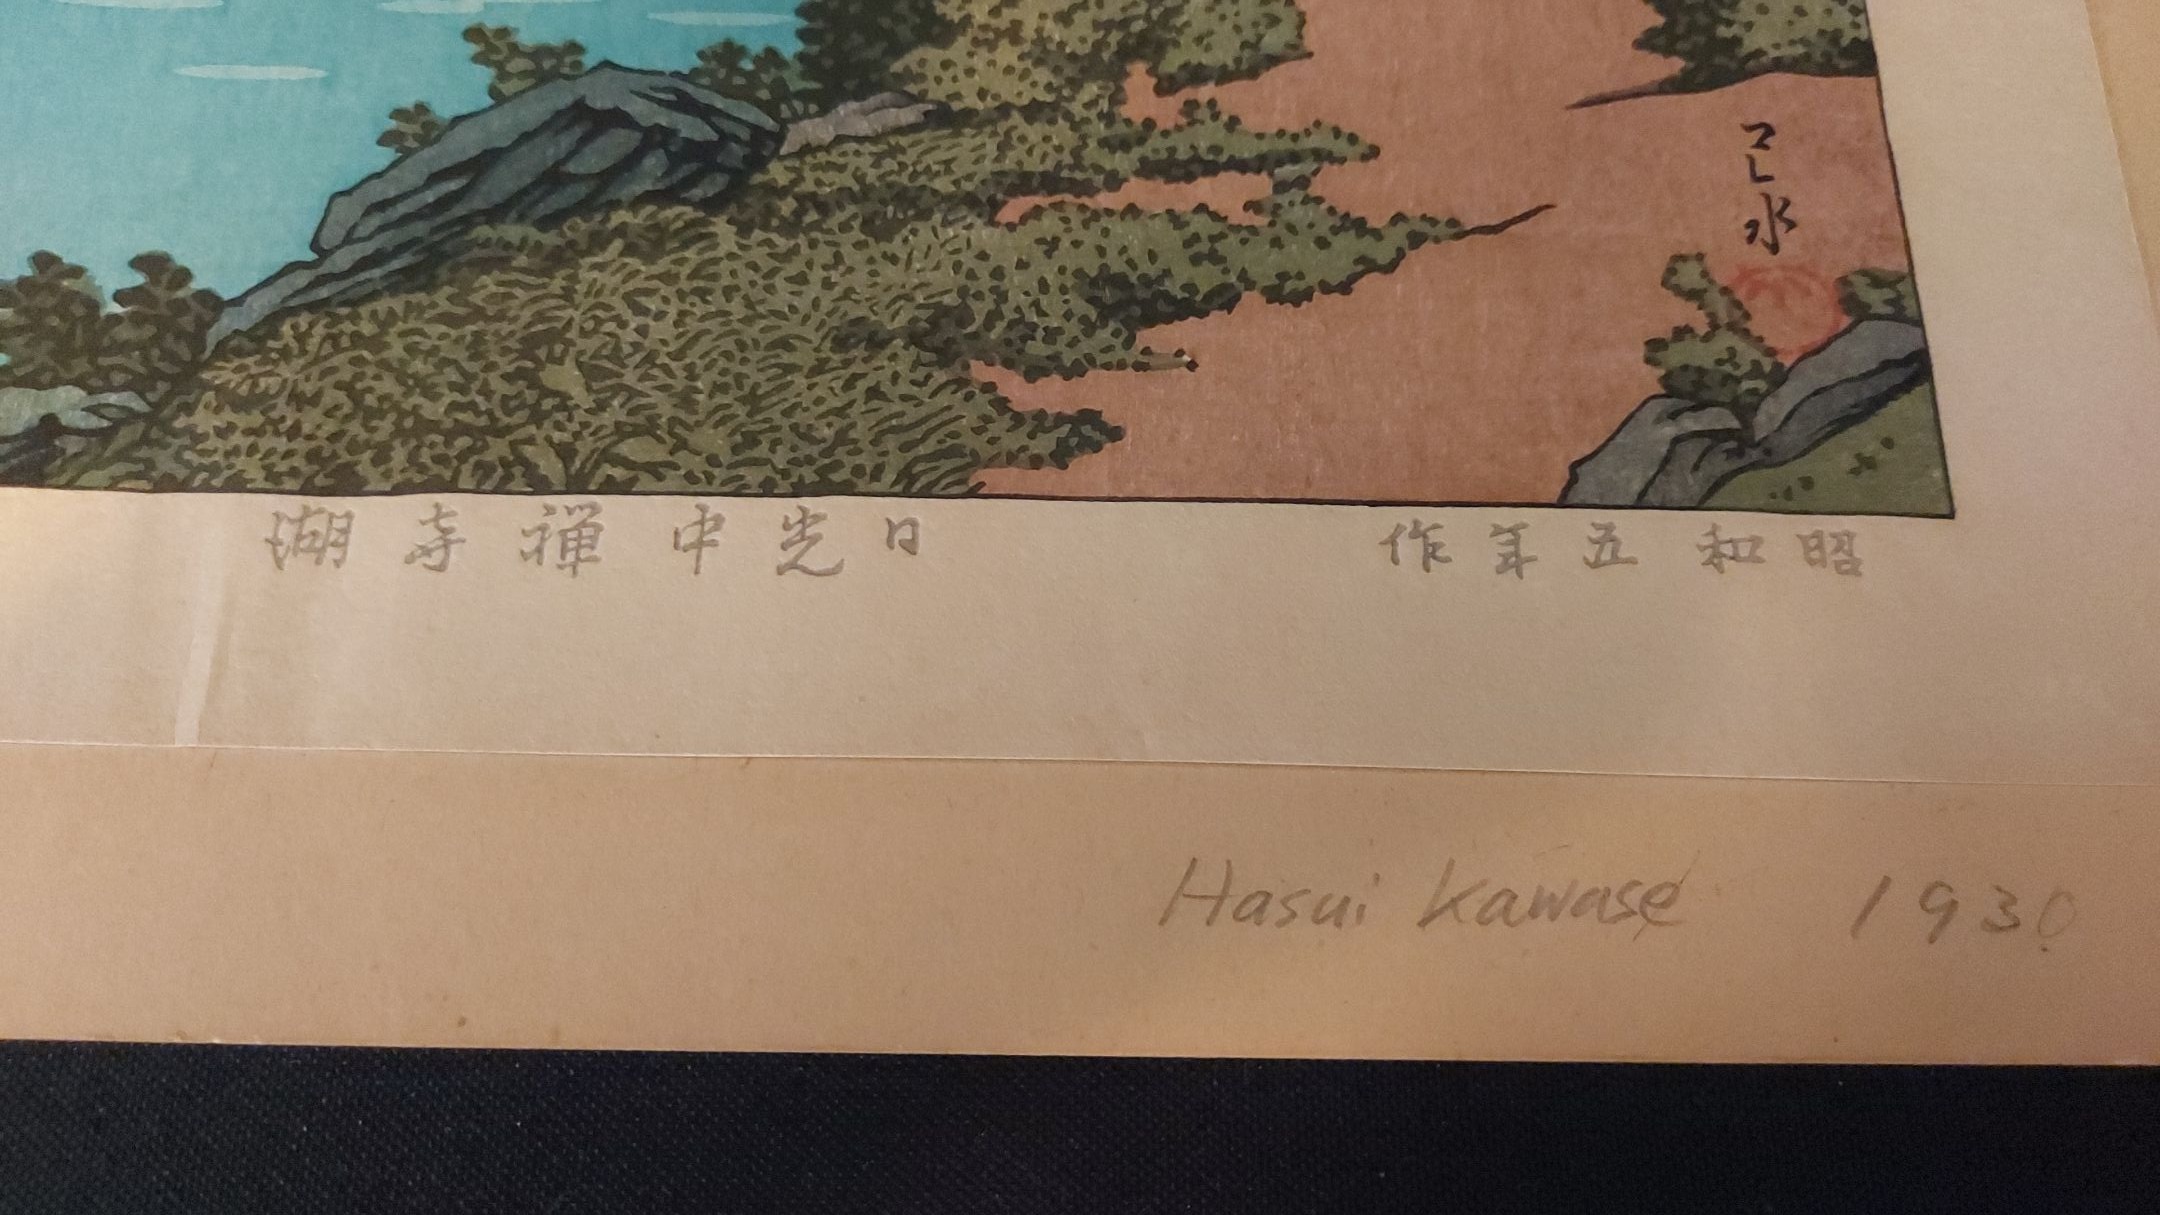 巴水
昭和五年作
日光中禅寺湖
Hasui Kawase 1930